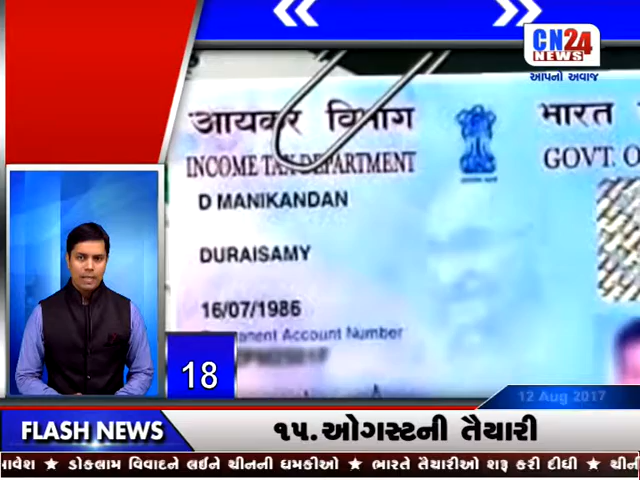 CN24
NEWS
આપનો અવાજ
आयकर विभाग
भारत
INCOME TAX DEPARTMENT
GOVT. O
D MANIKANDAN
DURAISAMY
16/07/1986
Permanent Account Number
18
12 Aug 2017
FLASH NEWS
૧૫.ઓગસ્ટની તૈયારી
માવેશ ★ ડોકલામ વિવાદને લઈને ચીનની ધમકીઓ ★ ભારતે તૈયારીઓ શરૂ કરી દીધી ★ ચીની